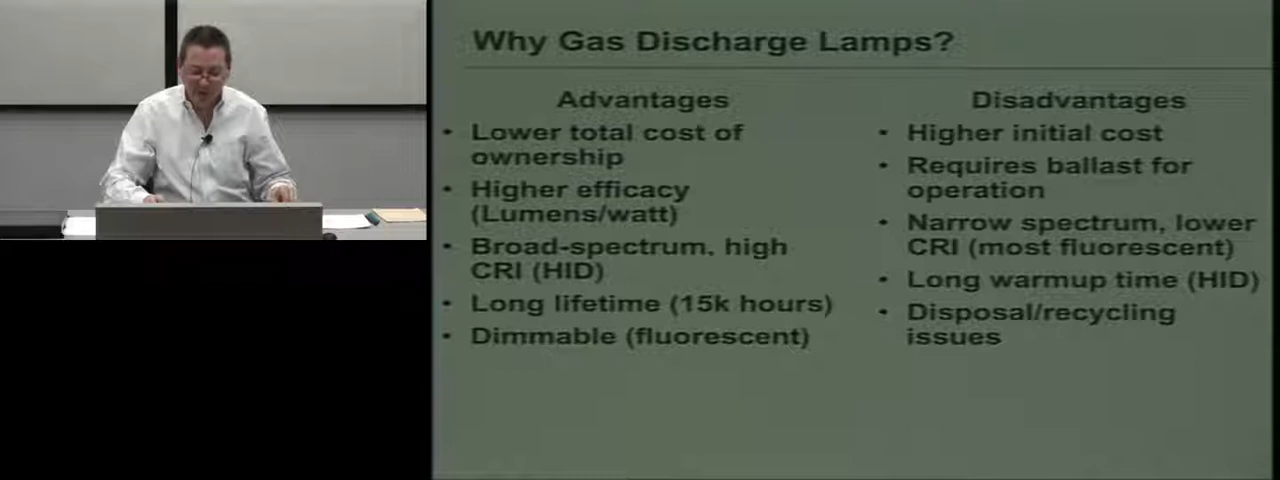 Why Gas Discharge Lamps?
Advantages
• Lower total cost of
ownership
• Higher efficacy
(Lumens/watt)
• Broad-spectrum, high
CRI (HID)
• Long lifetime (15k hours)
• Dimmable (fluorescent)
Disadvantages
• Higher initial cost
• Requires ballast for
operation
• Narrow spectrum, lower
CRI (most fluorescent)
• Long warmup time (HID)
• Disposal/recycling
issues